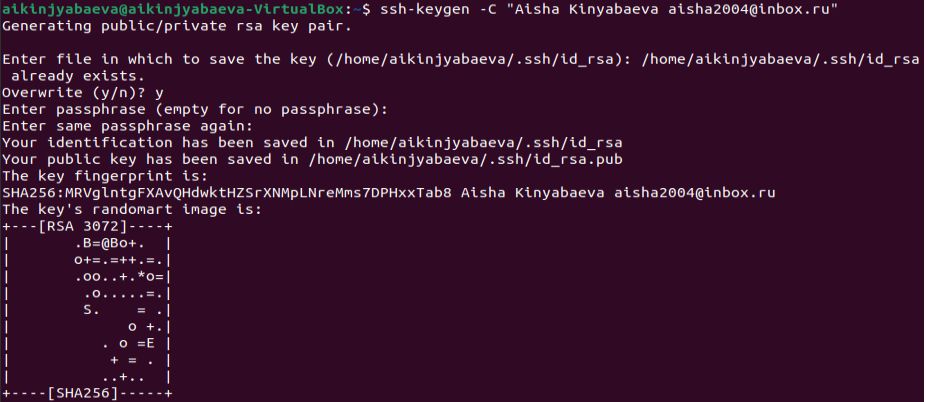 aikinjyabaeva@aikinjyabaeva-VirtualBox:~$ ssh-keygen -C "Aisha Kinyabaeva aisha2004@inbox.ru"
Generating public/private rsa key pair.

Enter file in which to save the key (/home/aikinjyabaeva/.ssh/id_rsa): /home/aikinjyabaeva/.ssh/id_rsa
 already exists.
Overwrite (y/n)? y
Enter passphrase (empty for no passphrase):
Enter same passphrase again:
Your identification has been saved in /home/aikinjyabaeva/.ssh/id_rsa
Your public key has been saved in /home/aikinjyabaeva/.ssh/id_rsa.pub
The key fingerprint is:
SHA256:MRVglntgFXAvQHdwktHZSrXNMpLNreMms7DPHxxTab8 Aisha Kinyabaeva aisha2004@inbox.ru
The key's randomart image is:
+---[RSA 3072]----+
|        .B=@Bo+.  |
|        o+=.=++.=.|
|        .oo..+.*o=|
|         .o.....=.|
|         S.    = .|
|              o +.|
|           . o =E |
|            + = . |
|           ..+..  |
+----[SHA256]-----+